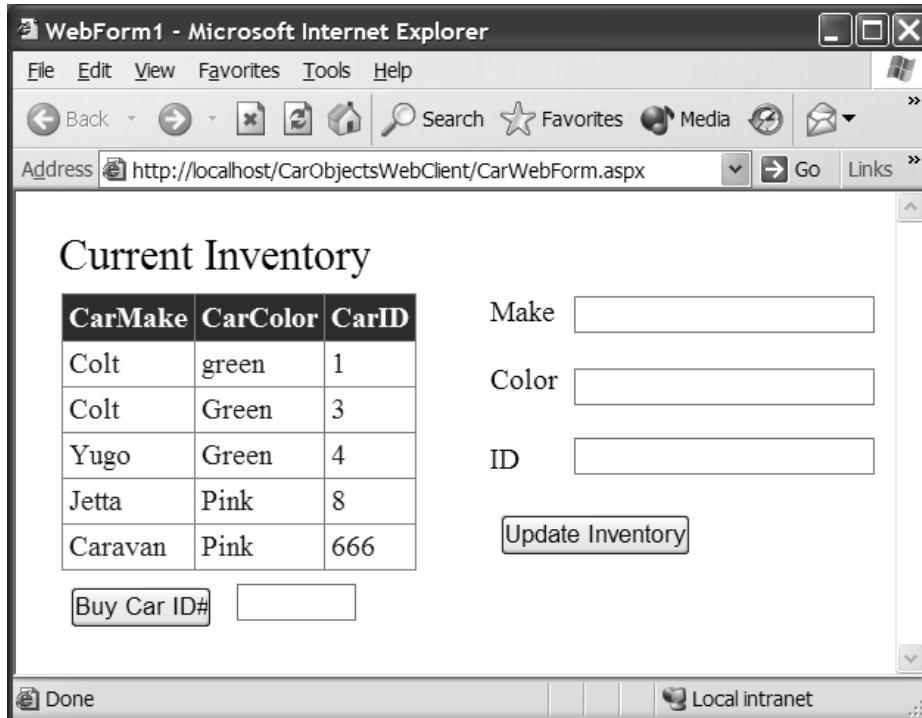 WebForm1 - Microsoft Internet Explorer
File Edit View Favorites Tools Help
Back Search Favorites Media »
Address http://localhost/CarObjectsWebClient/CarWebForm.aspx Go Links »
Current Inventory
CarMake CarColor CarID
Colt green 1
Colt Green 3
Yugo Green 4
Jetta Pink 8
Caravan Pink 666
Buy Car ID#
Make
Color
ID
Update Inventory
Done Local intranet